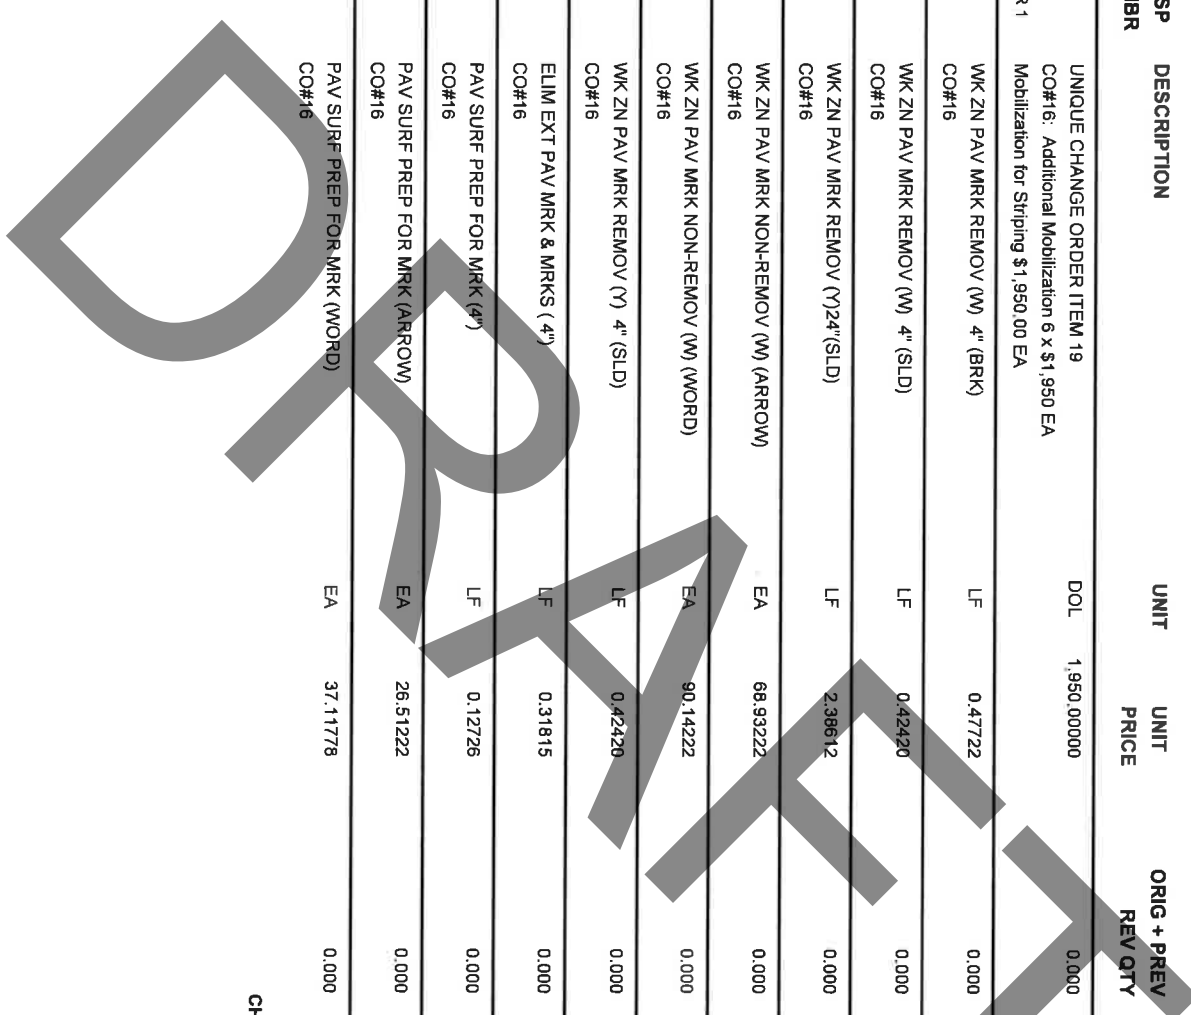 SP DESCRIPTION UNIT UNIT ORIG + PREV
BR PRICE REV QTY
UNIQUE CHANGE ORDER ITEM 19 DOL 1,950.00000 0.000
CO#16: Additional Mobilization 6 x $1,950 EA
R 1 Mobilization for Striping $1,950.00 EA
WK ZN PAV MRK REMOV (W) 4" (BRK) LF 0.47722 0.000
CO#16
WK ZN PAV MRK REMOV (W) 4" (SLD) LF 0.42420 0.000
CO#16
WK ZN PAV MRK REMOV (Y)24"(SLD) LF 2.38612 0.000
CO#16
WK ZN PAV MRK NON-REMOV (W) (ARROW) EA 68.93222 0.000
CO#16
WK ZN PAV MRK NON-REMOV (W) (WORD) EA 90.14222 0.000
CO#16
WK ZN PAV MRK REMOV (Y) 4" (SLD) LF 0.42420 0.000
CO#16
ELIM EXT PAV MRK & MRKS ( 4") LF 0.31815 0.000
CO#16
PAV SURF PREP FOR MRK (4") LF 0.12726 0.000
CO#16
PAV SURF PREP FOR MRK (ARROW) EA 26.51222 0.000
CO#16
PAV SURF PREP FOR MRK (WORD) EA 37.11778 0.000
CO#16
CH
DRAFT